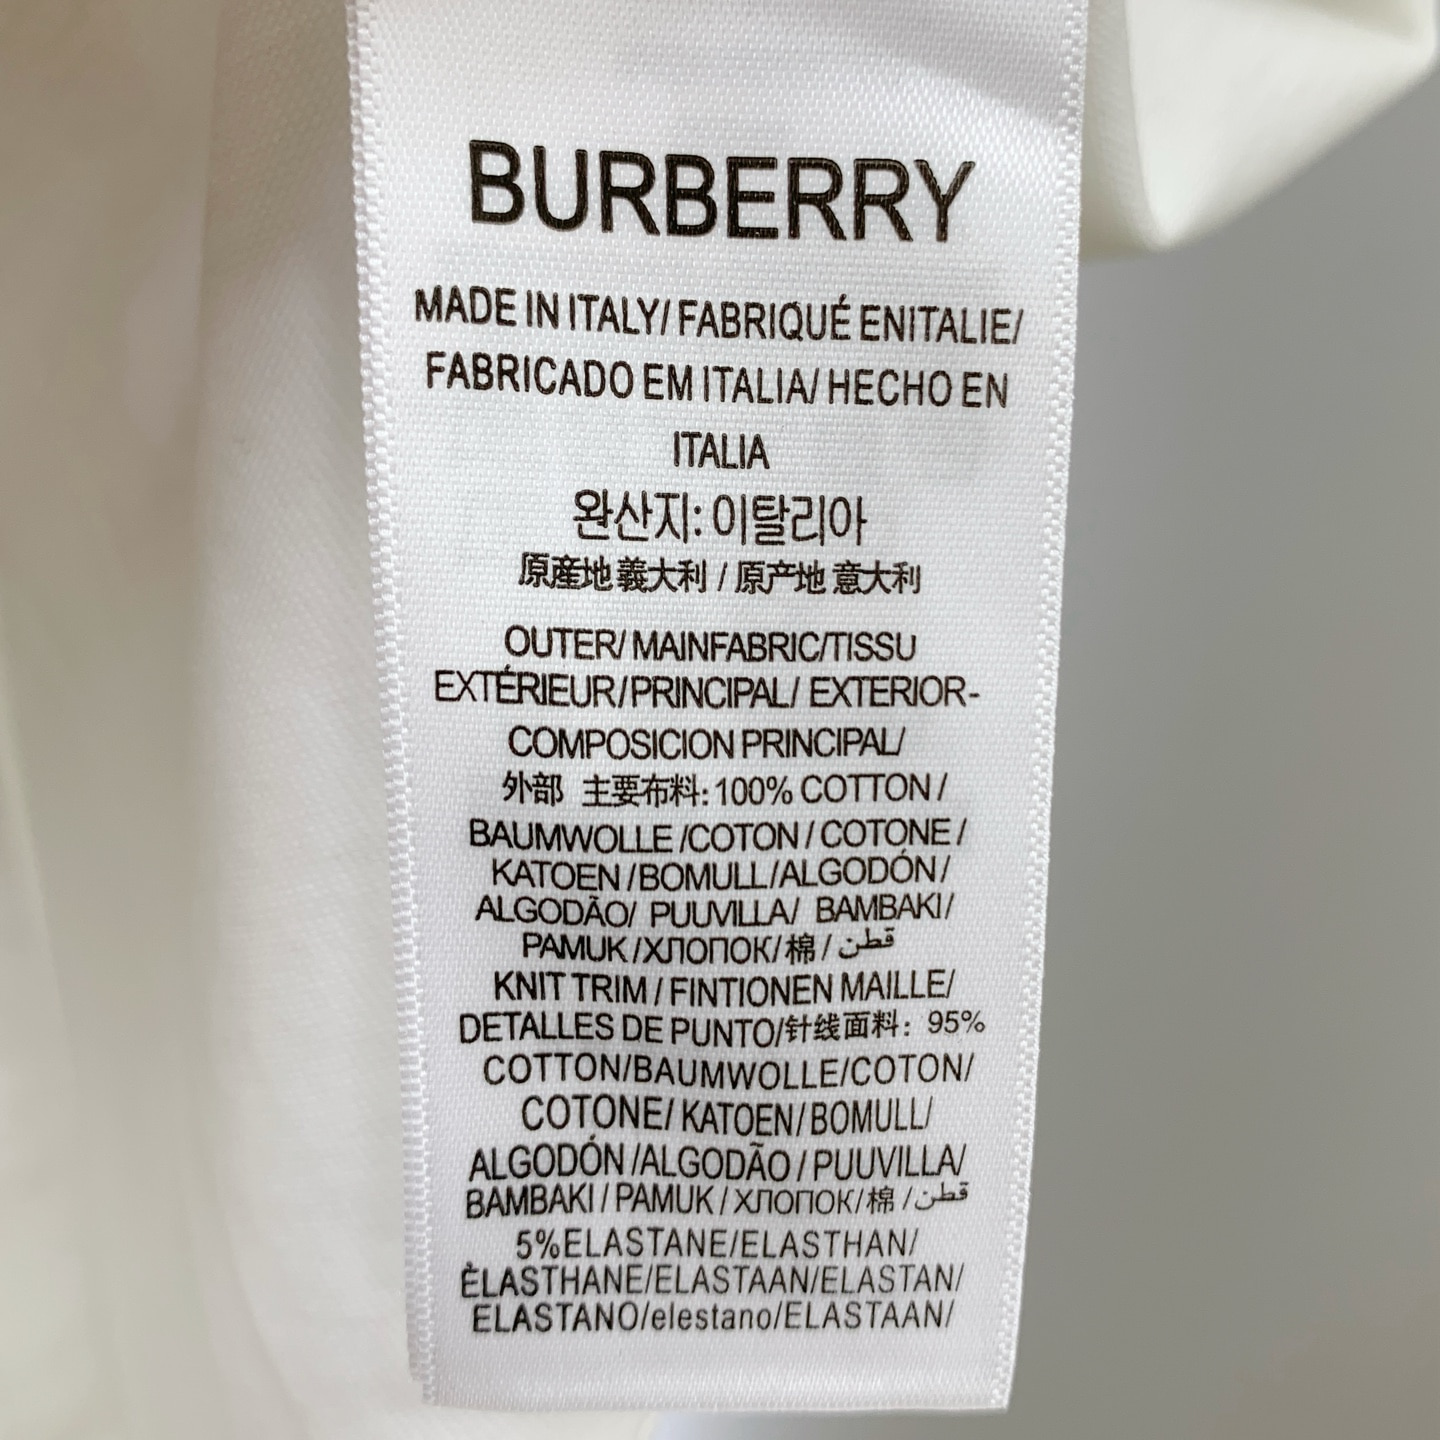 BURBERRY
MADE IN ITALY/ FABRIQUÉ ENITALIE/
FABRICADO EM ITALIA/ HECHO EN
ITALIA
완산지: 이탈리아
原産地 義大利 / 原产地 意大利
OUTER/ MAINFABRIC/TISSU
EXTÉRIEUR/PRINCIPAL/ EXTERIOR-
COMPOSICION PRINCIPAL/
外部 主要布料: 100% COTTON /
BAUMWOLLE /COTON / COTONE /
KATOEN /BOMULL/ALGODÓN /
ALGODÃO/ PUUVILLA/ BAMBAKI/
PAMUK /ХЛОПОК/ 棉 / قطن
KNIT TRIM / FINTIONEN MAILLE/
DETALLES DE PUNTO/针线面料: 95%
COTTON/BAUMWOLLE/COTON/
COTONE/ KATOEN/ BOMULL/
ALGODÓN /ALGODÃO / PUUVILLA/
BAMBAKI / PAMUK / ХЛОПОК/ 棉 / قطن
5%ELASTANE/ELASTHAN/
ÈLASTHANE/ELASTAAN/ELASTAN/
ELASTANO/elestano/ELASTAAN/